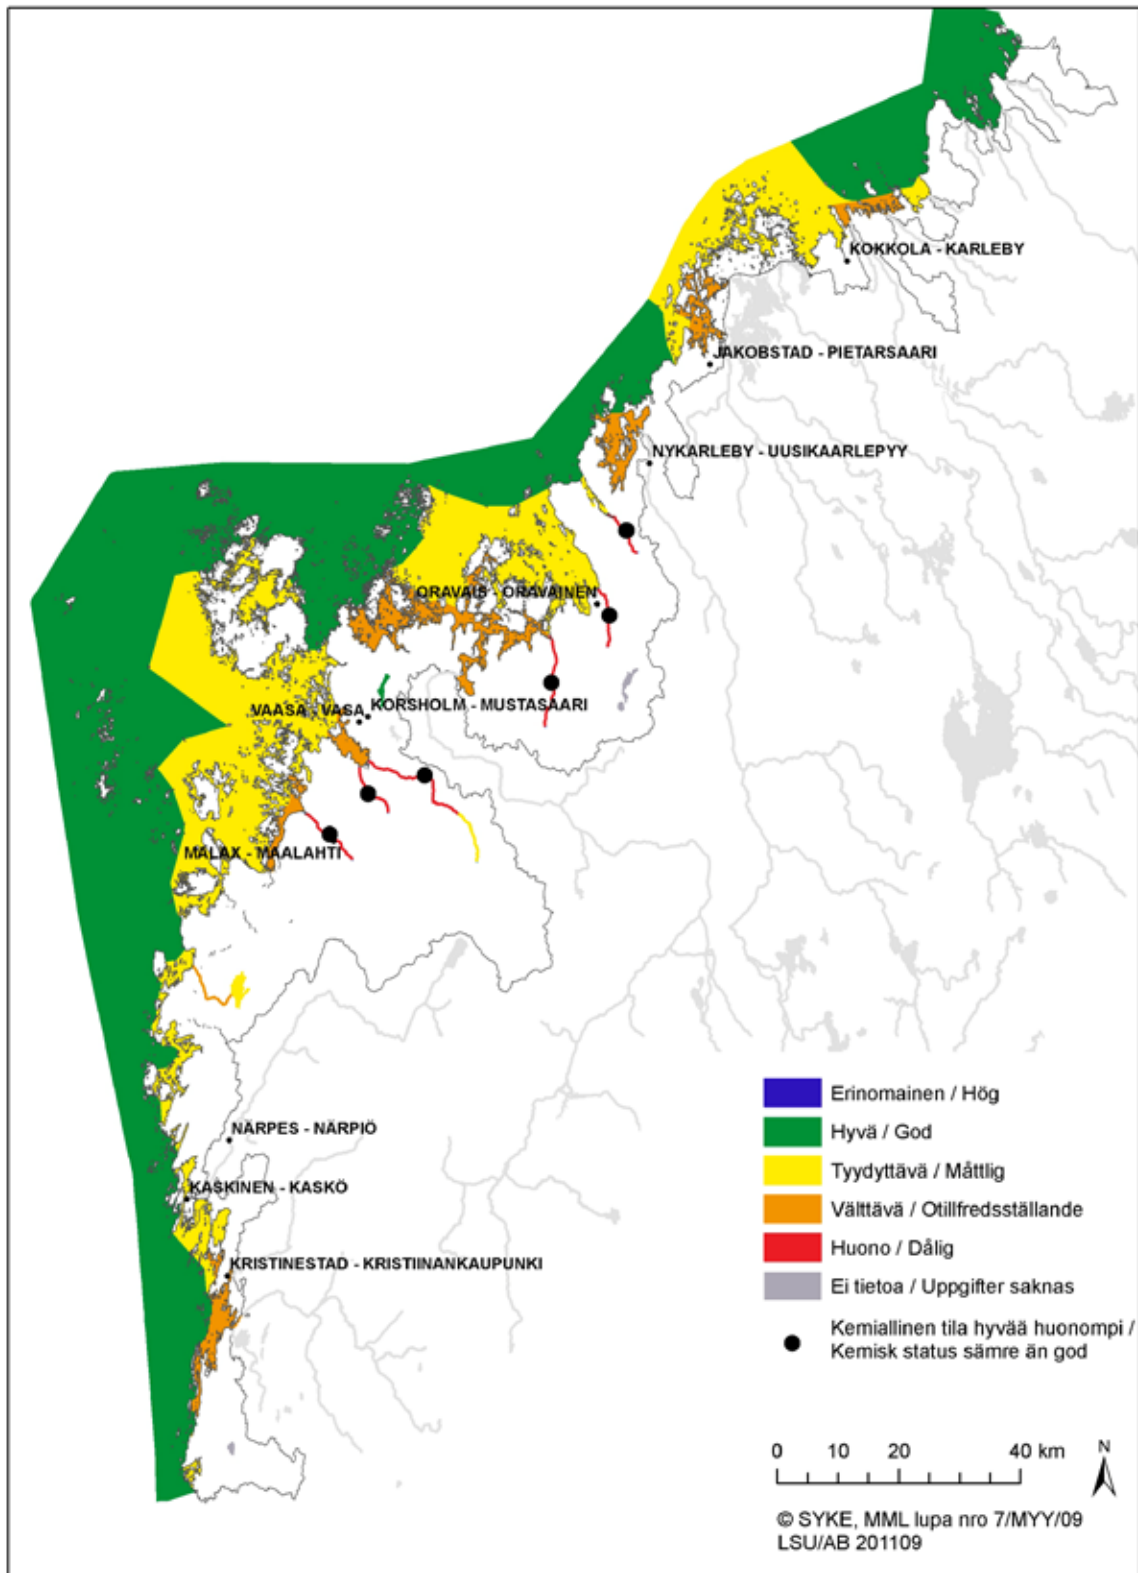 KOKKOLA - KARLEBY
JAKOBSTAD - PIETARSAARI
NYKARLEBY - UUSIKAARLEPYY
ORAVAIS - ORAVAINEN
KORSHOLM - MUSTASAARI
VAASA - VASA
MALAX - MAALAHTI
NÄRPES - NÄRPIÖ
KASKINEN - KASKÖ
KRISTINESTAD - KRISTIINANKAUPUNKI
Erinomainen / Hög
Hyvä / God
Tyydyttävä / Måttlig
Välttävä / Otillfredsställande
Huono / Dålig
Ei tietoa / Uppgifter saknas
Kemiallinen tila hyvää huonompi /
Kemisk status sämre än god
0 10 20 40 km
N
© SYKE, MML lupa nro 7/MYY/09
LSU/AB 201109